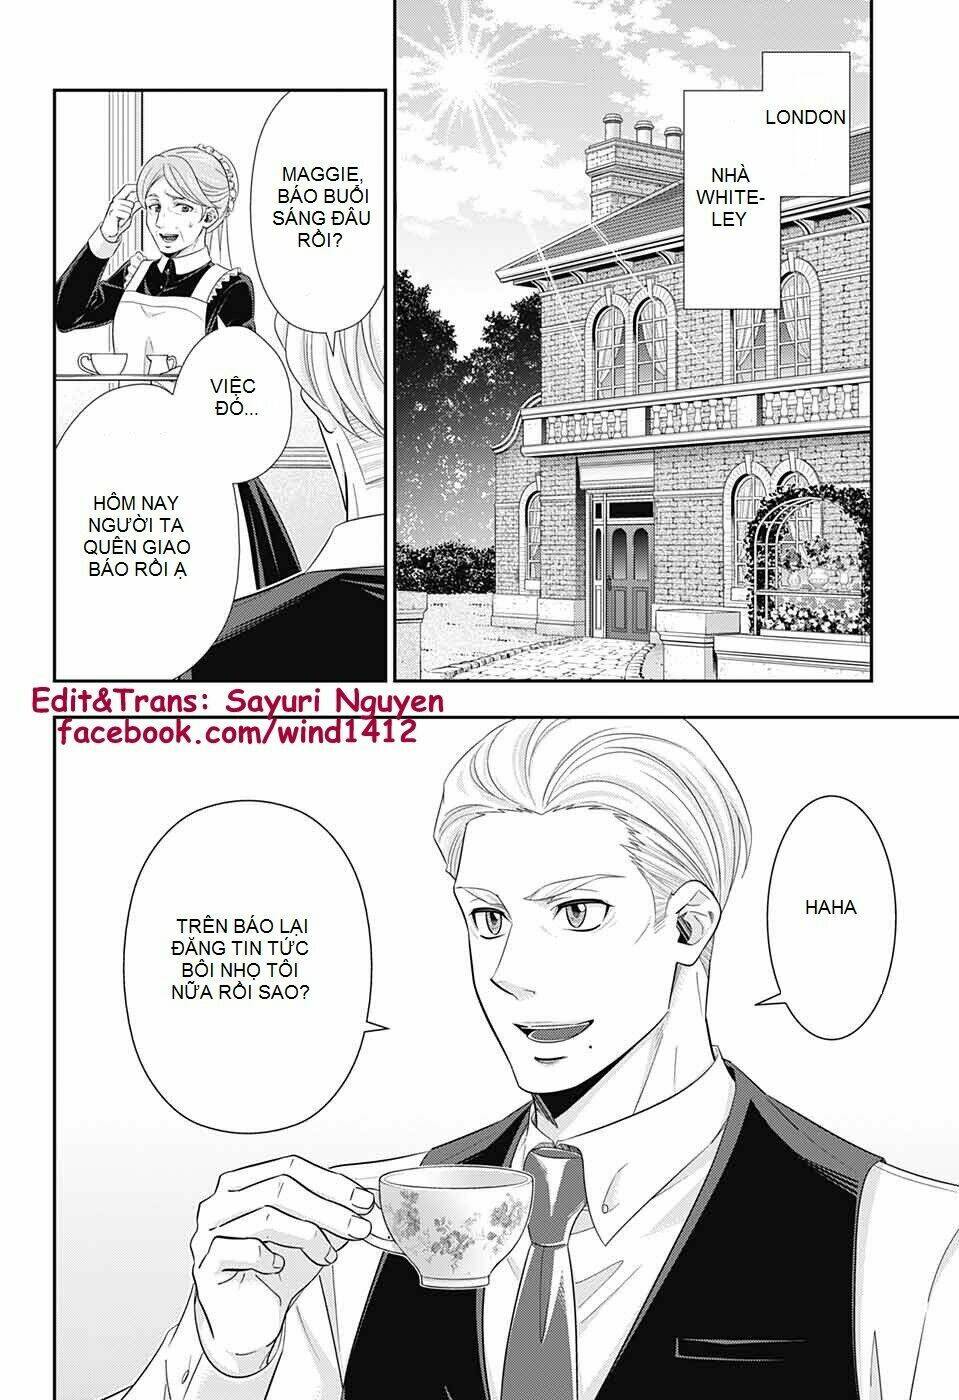 LONDON
NHÀ
WHITE-
LEY
MAGGIE,
BÁO BUỔI
SÁNG ĐÂU
RỒI?
VIỆC
ĐÓ...
HÔM NAY
NGƯỜI TA
QUÊN GIAO
BÁO RỒI Ạ
Edit&Trans: Sayuri Nguyen
facebook.com/wind1412
HAHA
TRÊN BÁO LẠI
ĐĂNG TIN TỨC
BÔI NHỌ TÔI
NỮA RỒI SAO?